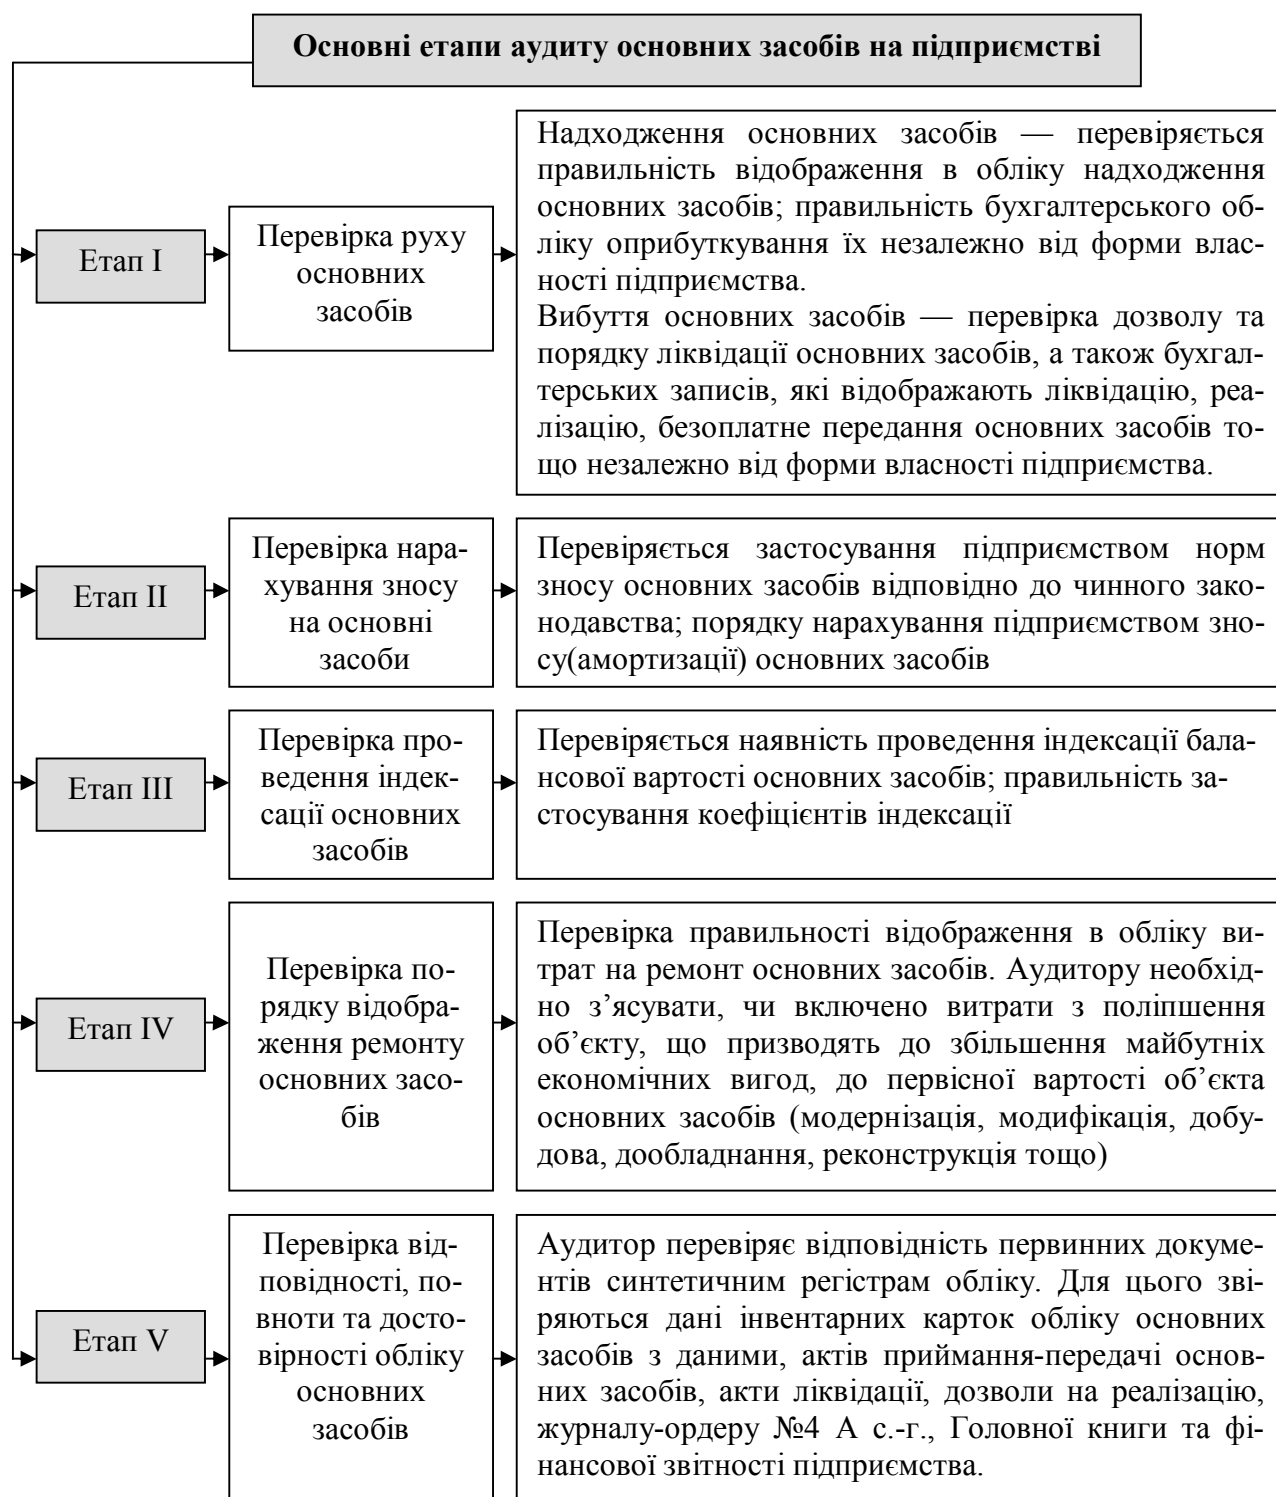 Основні етапи аудиту основних засобів на підприємстві
Етап I
Перевірка руху
основних
засобів
Надходження основних засобів — перевіряється
правильність відображення в обліку надходження
основних засобів; правильність бухгалтерського об-
ліку оприбуткування їх незалежно від форми влас-
ності підприємства.
Вибуття основних засобів — перевірка дозволу та
порядку ліквідації основних засобів, а також бухгал-
терських записів, які відображають ліквідацію, реа-
лізацію, безоплатне передання основних засобів то-
що незалежно від форми власності підприємства.
Етап II
Перевірка нара-
хування зносу
на основні
засоби
Перевіряється застосування підприємством норм
зносу основних засобів відповідно до чинного зако-
нодавства; порядку нарахування підприємством зно-
су(амортизації) основних засобів
Етап III
Перевірка про-
ведення індек-
сації основних
засобів
Перевіряється наявність проведення індексації бала-
нсової вартості основних засобів; правильність за-
стосування коефіцієнтів індексації
Етап IV
Перевірка по-
рядку відобра-
ження ремонту
основних засо-
бів
Перевірка правильності відображення в обліку ви-
трат на ремонт основних засобів. Аудитору необхід-
но з’ясувати, чи включено витрати з поліпшення
об’єкту, що призводять до збільшення майбутніх
економічних вигод, до первісної вартості об’єкта
основних засобів (модернізація, модифікація, добу-
дова, дообладнання, реконструкція тощо)
Етап V
Перевірка від-
повідності, по-
вноти та досто-
вірності обліку
основних
засобів
Аудитор перевіряє відповідність первинних докуме-
нтів синтетичним регістрам обліку. Для цього зві-
ряються дані інвентарних карток обліку основних
засобів з даними, актів приймання-передачі основ-
них засобів, акти ліквідації, дозволи на реалізацію,
журналу-ордеру №4 А с.-г., Головної книги та фі-
нансової звітності підприємства.